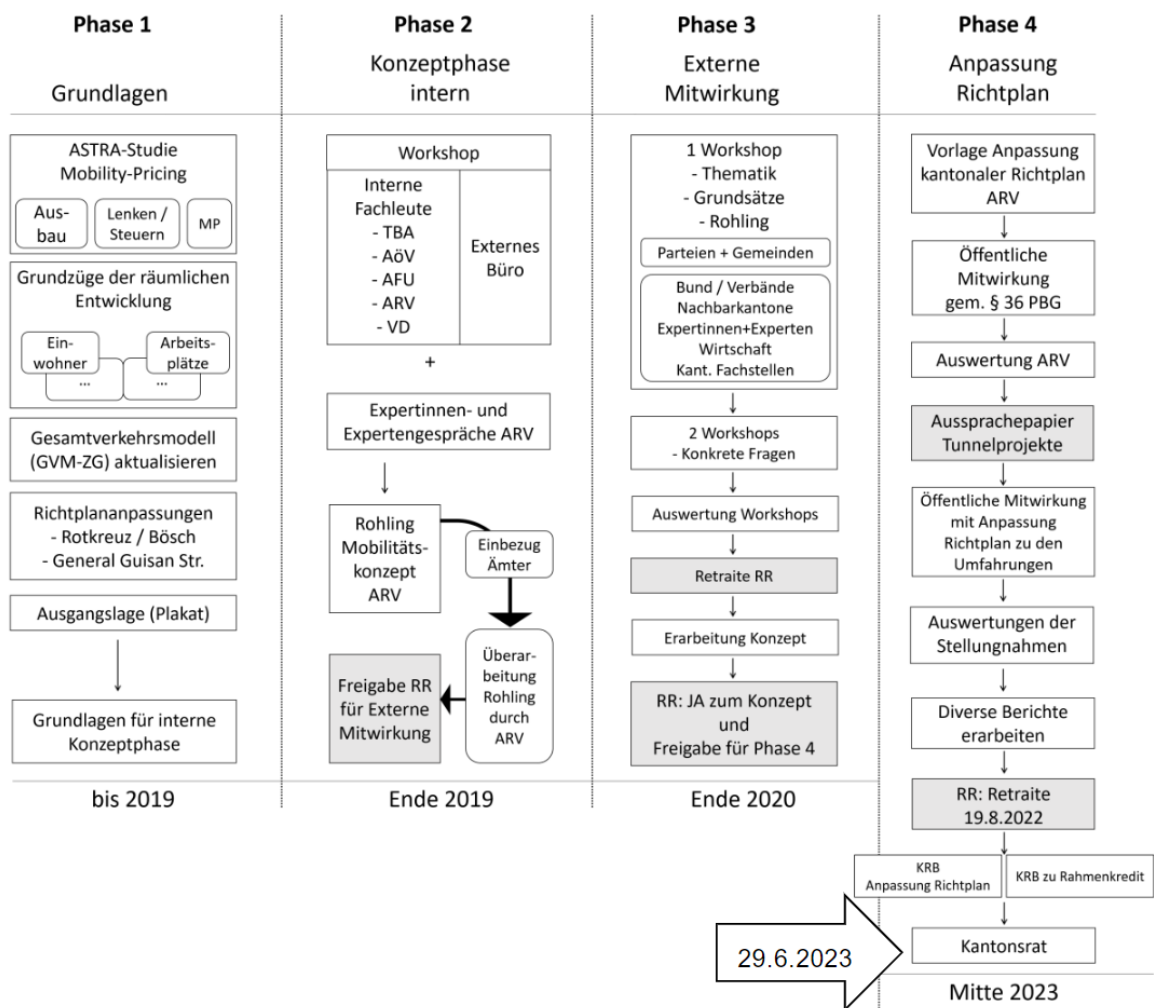 Phase 1
Grundlagen
ASTRA-Studie
Mobility-Pricing
Aus-
bau
Lenken /
Steuern
MP
Grundzüge der räumlichen
Entwicklung
Ein-
wohner
Arbeits-
plätze
...
...
Gesamtverkehrsmodell
(GVM-ZG) aktualisieren
Richtplananpassungen
- Rotkreuz / Bösch
- General Guisan Str.
Ausgangslage (Plakat)
Grundlagen für interne
Konzeptphase
bis 2019
Phase 2
Konzeptphase
intern
Workshop
Interne
Fachleute
- TBA
- AöV
- AFU
- ARV
- VD
Externes
Büro
+
Expertinnen- und
Expertengespräche ARV
Rohling
Mobilitäts-
konzept
ARV
Einbezug
Ämter
Überar-
beitung
Rohling
durch
ARV
Freigabe RR
für Externe
Mitwirkung
Ende 2019
Phase 3
Externe
Mitwirkung
1 Workshop
- Thematik
- Grundsätze
- Rohling
Parteien + Gemeinden
Bund / Verbände
Nachbarkantone
Expertinnen+Experten
Wirtschaft
Kant. Fachstellen
2 Workshops
- Konkrete Fragen
Auswertung Workshops
Retraite RR
Erarbeitung Konzept
RR: JA zum Konzept
und
Freigabe für Phase 4
Ende 2020
Phase 4
Anpassung
Richtplan
Vorlage Anpassung
kantonaler Richtplan
ARV
Öffentliche
Mitwirkung
gem. § 36 PBG
Auswertung ARV
Aussprachepapier
Tunnelprojekte
Öffentliche Mitwirkung
mit Anpassung
Richtplan zu den
Umfahrungen
Auswertungen der
Stellungnahmen
Diverse Berichte
erarbeiten
RR: Retraite
19.8.2022
KRB
Anpassung Richtplan
KRB zu Rahmenkredit
29.6.2023
Kantonsrat
Mitte 2023